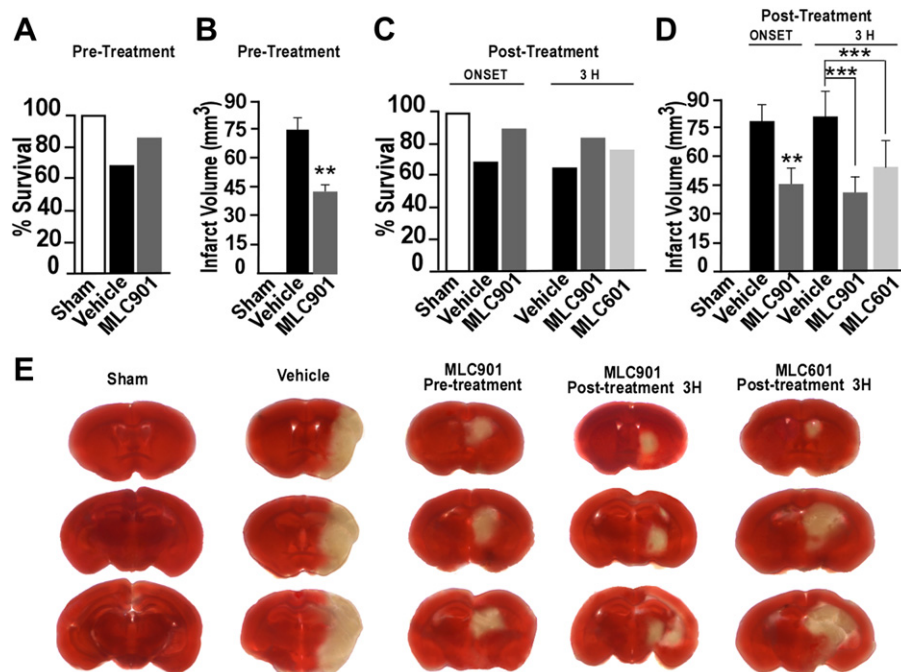 A
Pre-Treatment
% Survival
100
80
60
40
20
0
Sham
Vehicle
MLC901
B
Pre-Treatment
Infarct Volume (mm³)
90
75
60
45
30
15
0
**
Sham
Vehicle
MLC901
C
Post-Treatment
ONSET
3 H
% Survival
100
80
60
40
20
0
Sham
Vehicle
MLC901
Vehicle
MLC901
MLC601
D
Post-Treatment
ONSET
3 H
***
***
Infarct Volume (mm³)
90
75
60
45
30
15
0
**
Sham
Vehicle
MLC901
Vehicle
MLC901
MLC601
E
Sham
Vehicle
MLC901
Pre-treatment
MLC901
Post-treatment 3H
MLC601
Post-treatment 3H